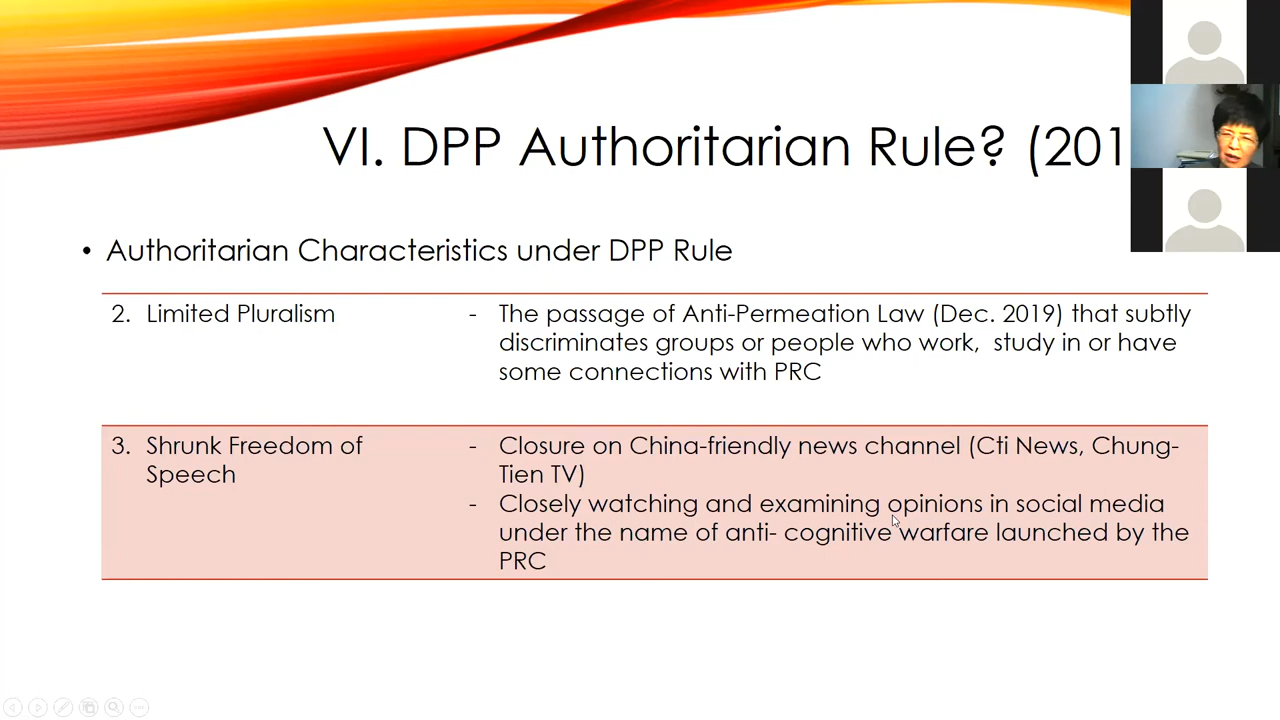 VI. DPP Authoritarian Rule? (201
• Authoritarian Characteristics under DPP Rule
2. Limited Pluralism
- The passage of Anti-Permeation Law (Dec. 2019) that subtly
discriminates groups or people who work, study in or have
some connections with PRC
3. Shrunk Freedom of
Speech
- Closure on China-friendly news channel (Cti News, Chung-
Tien TV)
- Closely watching and examining opinions in social media
under the name of anti- cognitive warfare launched by the
PRC